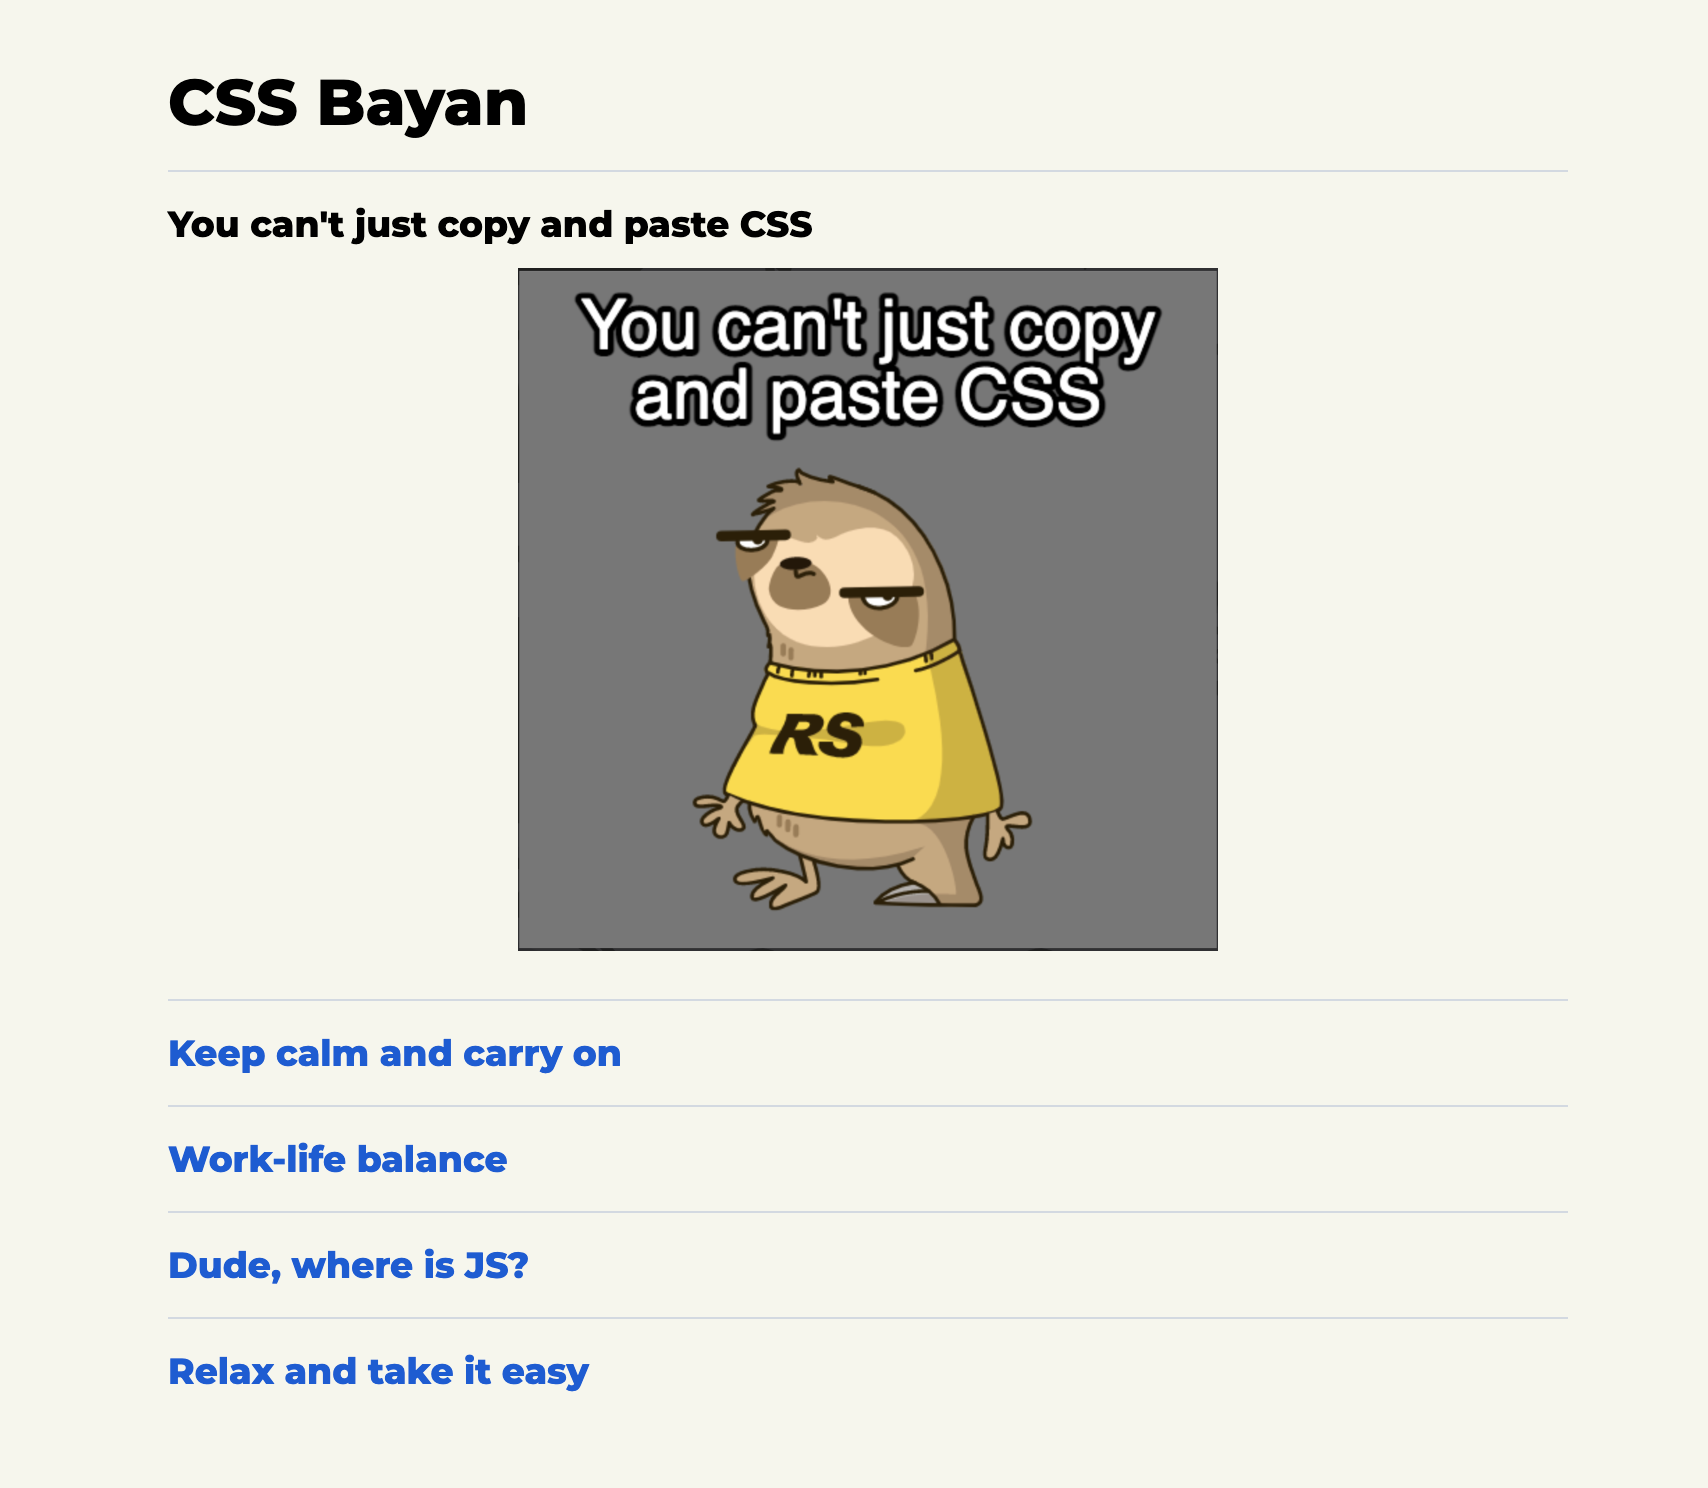 CSS Bayan
You can't just copy and paste CSS
You can't just copy
and paste CSS
RS
Keep calm and carry on
Work-life balance
Dude, where is JS?
Relax and take it easy